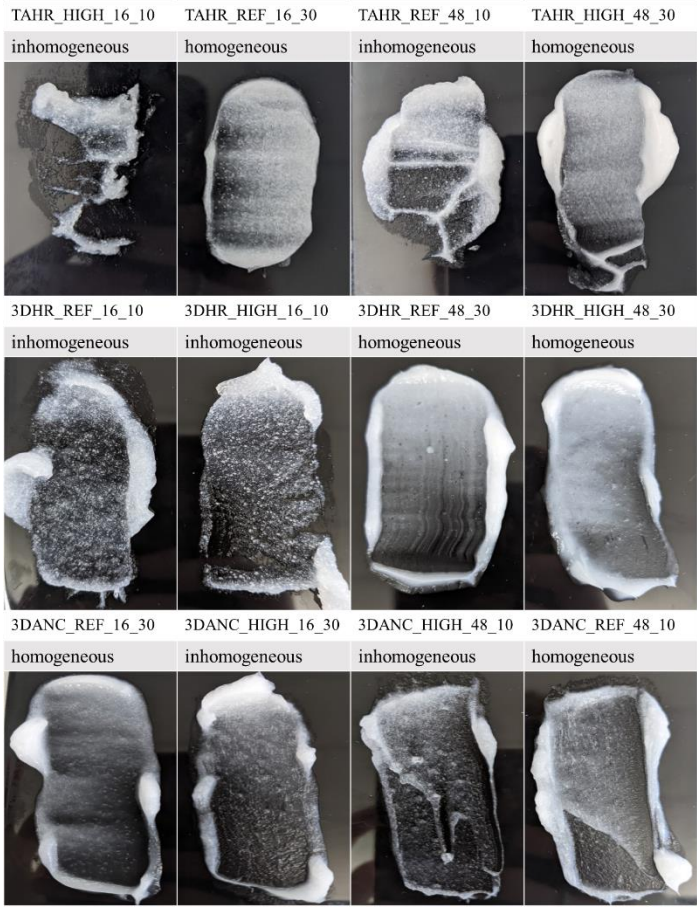 TAHR_HIGH_16_10 TAHR_REF_16_30 TAHR_REF_48_10 TAHR_HIGH_48_30
inhomogeneous homogeneous inhomogeneous homogeneous
3DHR_REF_16_10 3DHR_HIGH_16_10 3DHR_REF_48_30 3DHR_HIGH_48_30
inhomogeneous inhomogeneous homogeneous homogeneous
3DANC_REF_16_30 3DANC_HIGH_16_30 3DANC_HIGH_48_10 3DANC_REF_48_10
homogeneous inhomogeneous inhomogeneous homogeneous